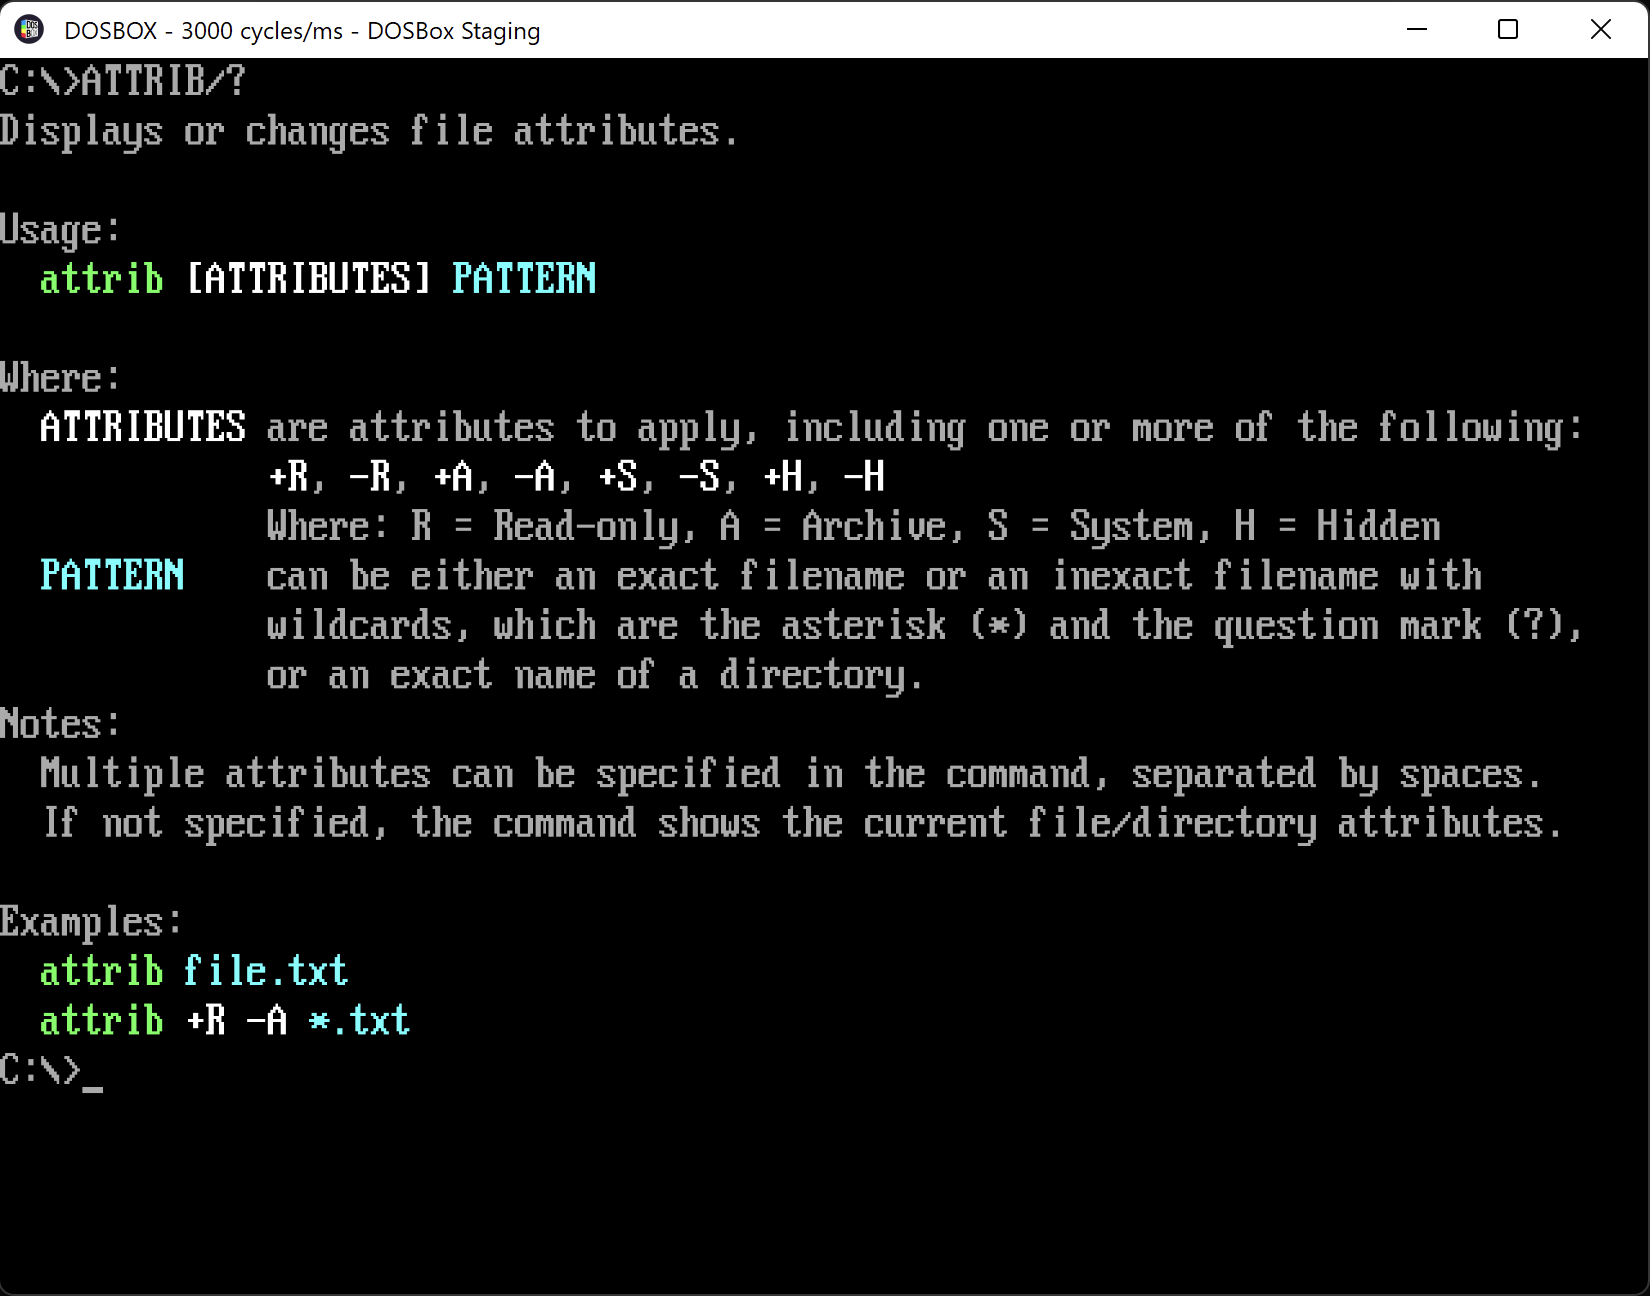 DOSBOX - 3000 cycles/ms - DOSBox Staging
C:\>ATTRIB/?
Displays or changes file attributes.
Usage:
attrib [ATTRIBUTES] PATTERN
Where:
ATTRIBUTES are attributes to apply, including one or more of the following:
+R, -R, +A, -A, +S, -S, +H, -H
Where: R = Read-only, A = Archive, S = System, H = Hidden
PATTERN can be either an exact filename or an inexact filename with
wildcards, which are the asterisk (*) and the question mark (?),
or an exact name of a directory.
Notes:
Multiple attributes can be specified in the command, separated by spaces.
If not specified, the command shows the current file/directory attributes.
Examples:
attrib file.txt
attrib +R -A *.txt
C:\>_